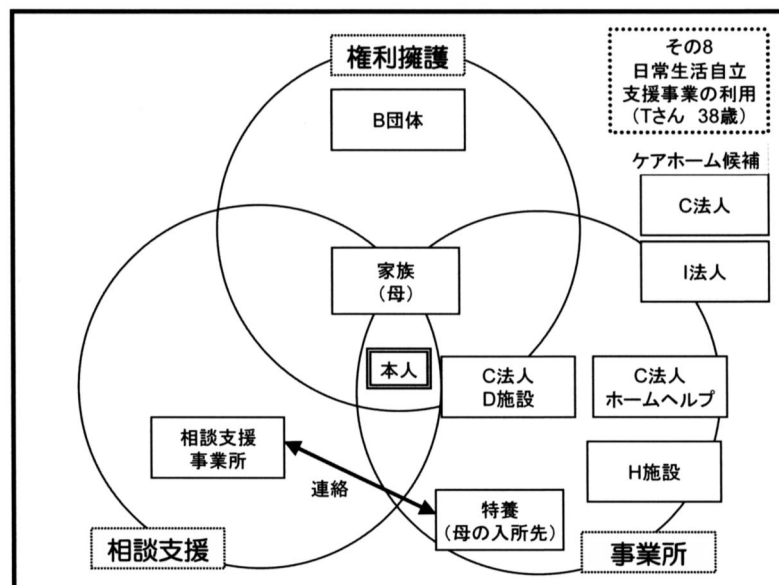 権利擁護
B団体
その8
日常生活自立
支援事業の利用
(Tさん 38歳)
ケアホーム候補
C法人
I法人
家族
(母)
本人
C法人
D施設
C法人
ホームヘルプ
相談支援
事業所
連絡
H施設
特養
(母の入所先)
相談支援
事業所